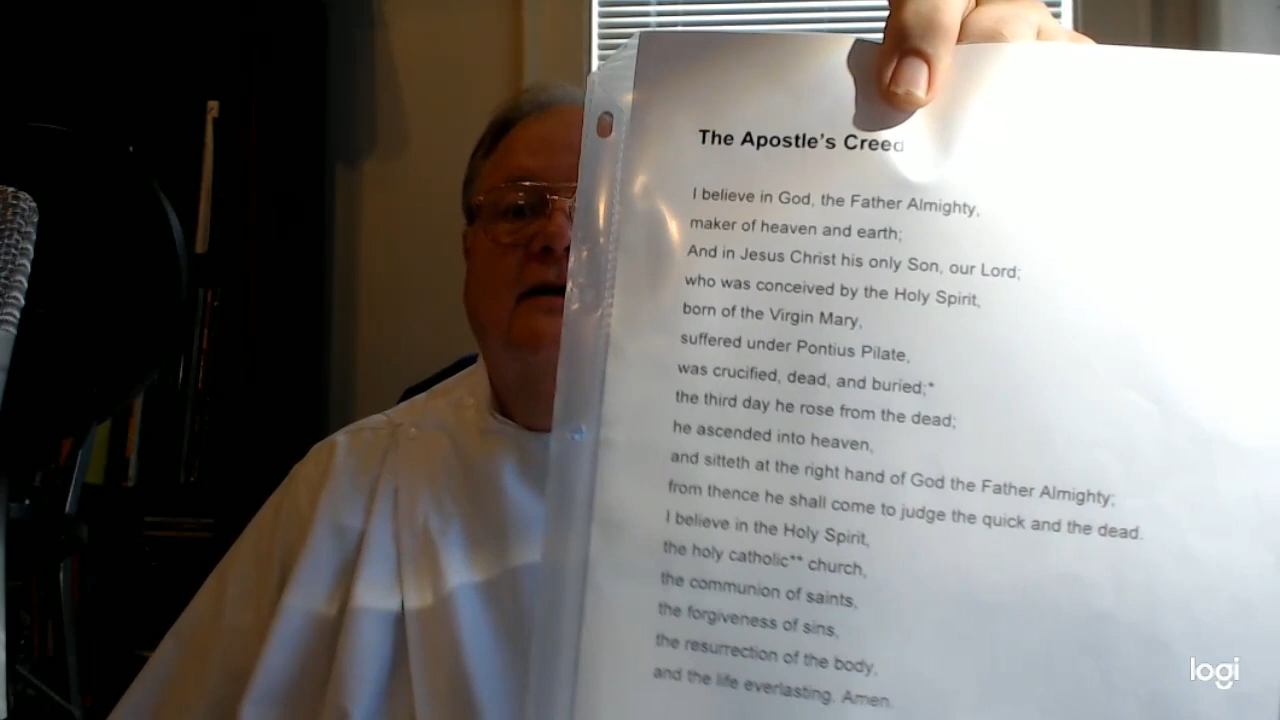 The Apostle's Creed
I believe in God, the Father Almighty,
maker of heaven and earth;
And in Jesus Christ his only Son, our Lord;
who was conceived by the Holy Spirit,
born of the Virgin Mary,
suffered under Pontius Pilate,
was crucified, dead, and buried;*
the third day he rose from the dead;
he ascended into heaven,
and sitteth at the right hand of God the Father Almighty;
from thence he shall come to judge the quick and the dead.
I believe in the Holy Spirit,
the holy catholic** church,
the communion of saints,
the forgiveness of sins,
the resurrection of the body,
and the life everlasting. Amen.
logi